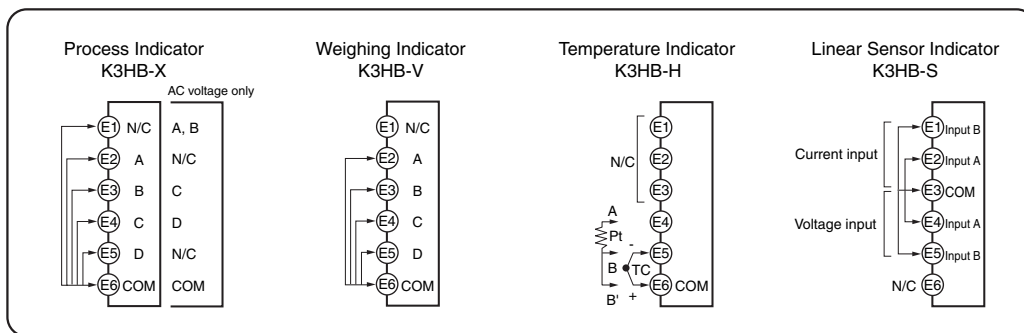 Process Indicator
K3HB-X
AC voltage only
E1 N/C A, B
E2 A N/C
E3 B C
E4 C D
E5 D N/C
E6 COM COM
Weighing Indicator
K3HB-V
E1 N/C
E2 A
E3 B
E4 C
E5 D
E6 COM
Temperature Indicator
K3HB-H
E1
N/C E2
E3
A E4
Pt
- E5
B TC
B' + E6 COM
Linear Sensor Indicator
K3HB-S
E1 Input B
Current input
E2 Input A
E3 COM
Voltage input
E4 Input A
E5 Input B
N/C E6